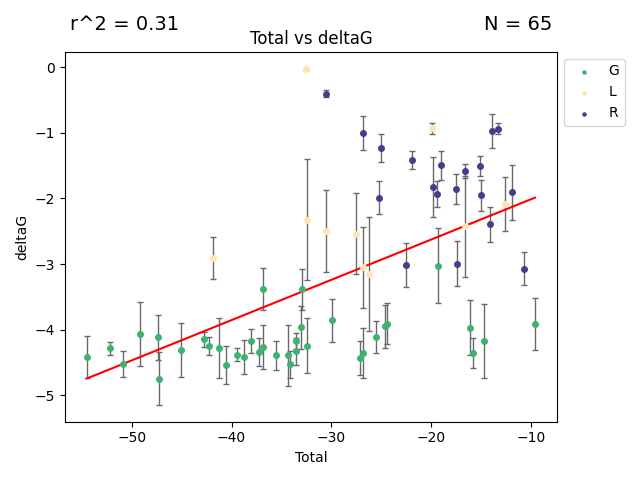 r^2 = 0.31
N = 65
Total vs deltaG
G
L
R
0
−1
−2
−3
−4
−5
deltaG
−50
−40
−30
−20
−10
Total